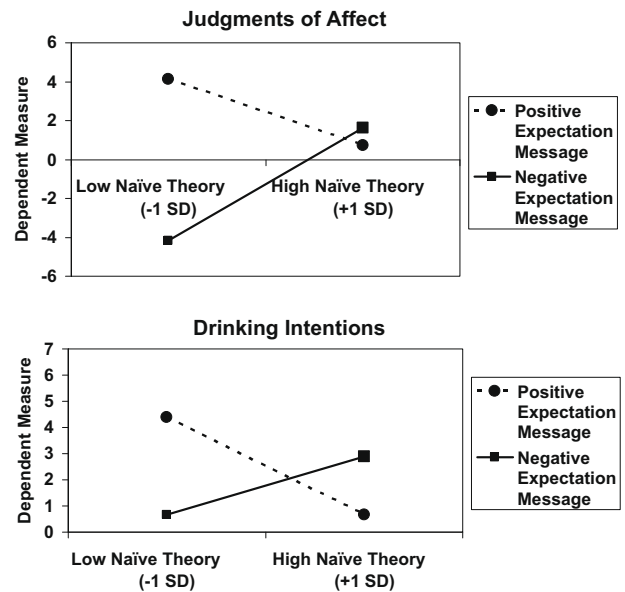 Judgments of Affect
Dependent Measure
6
4
2
0
-2
-4
-6
Low Naïve Theory
(-1 SD)
High Naïve Theory
(+1 SD)
Positive
Expectation
Message
Negative
Expectation
Message
Drinking Intentions
Dependent Measure
7
6
5
4
3
2
1
0
Low Naïve Theory
(-1 SD)
High Naïve Theory
(+1 SD)
Positive
Expectation
Message
Negative
Expectation
Message